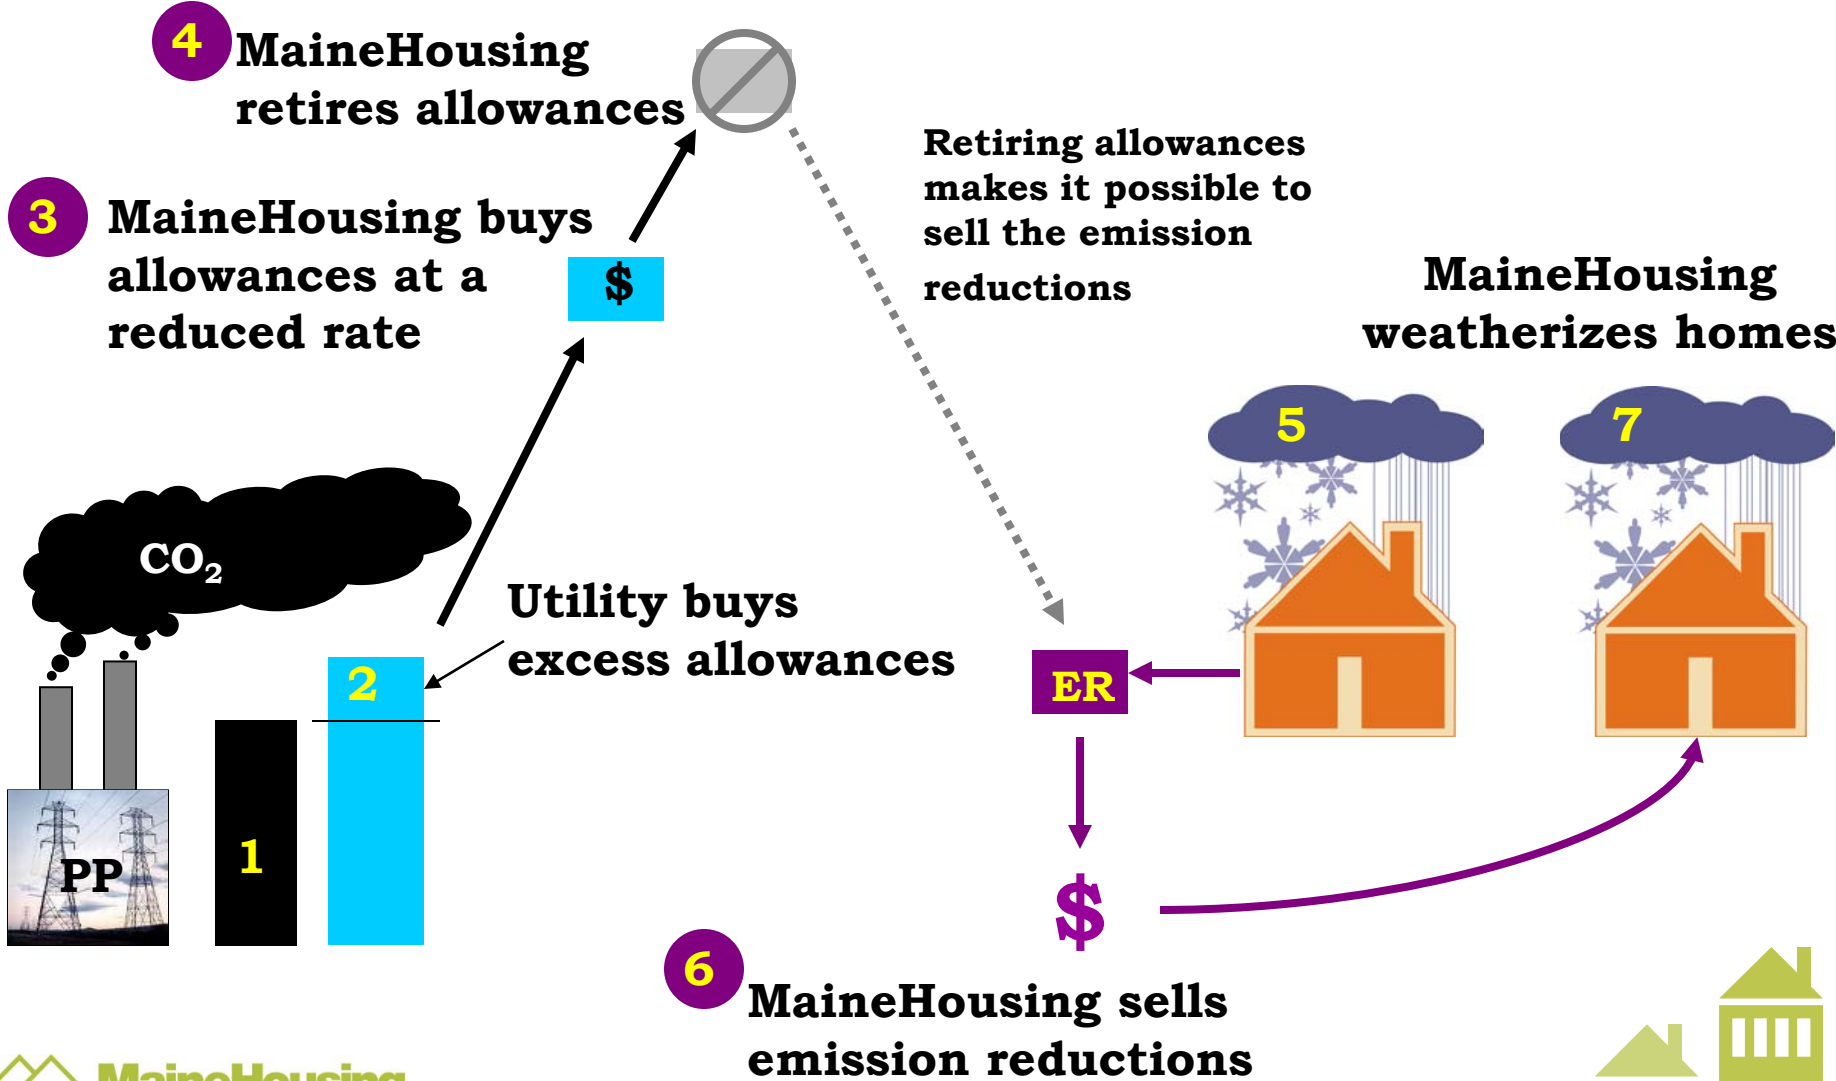 4
MaineHousing
retires allowances
3
MaineHousing buys
allowances at a
reduced rate
$
Retiring allowances
makes it possible to
sell the emission
reductions
MaineHousing
weatherizes homes
5
7
CO₂
Utility buys
excess allowances
2
ER
1
PP
$
6
MaineHousing sells
emission reductions
MaineHousing